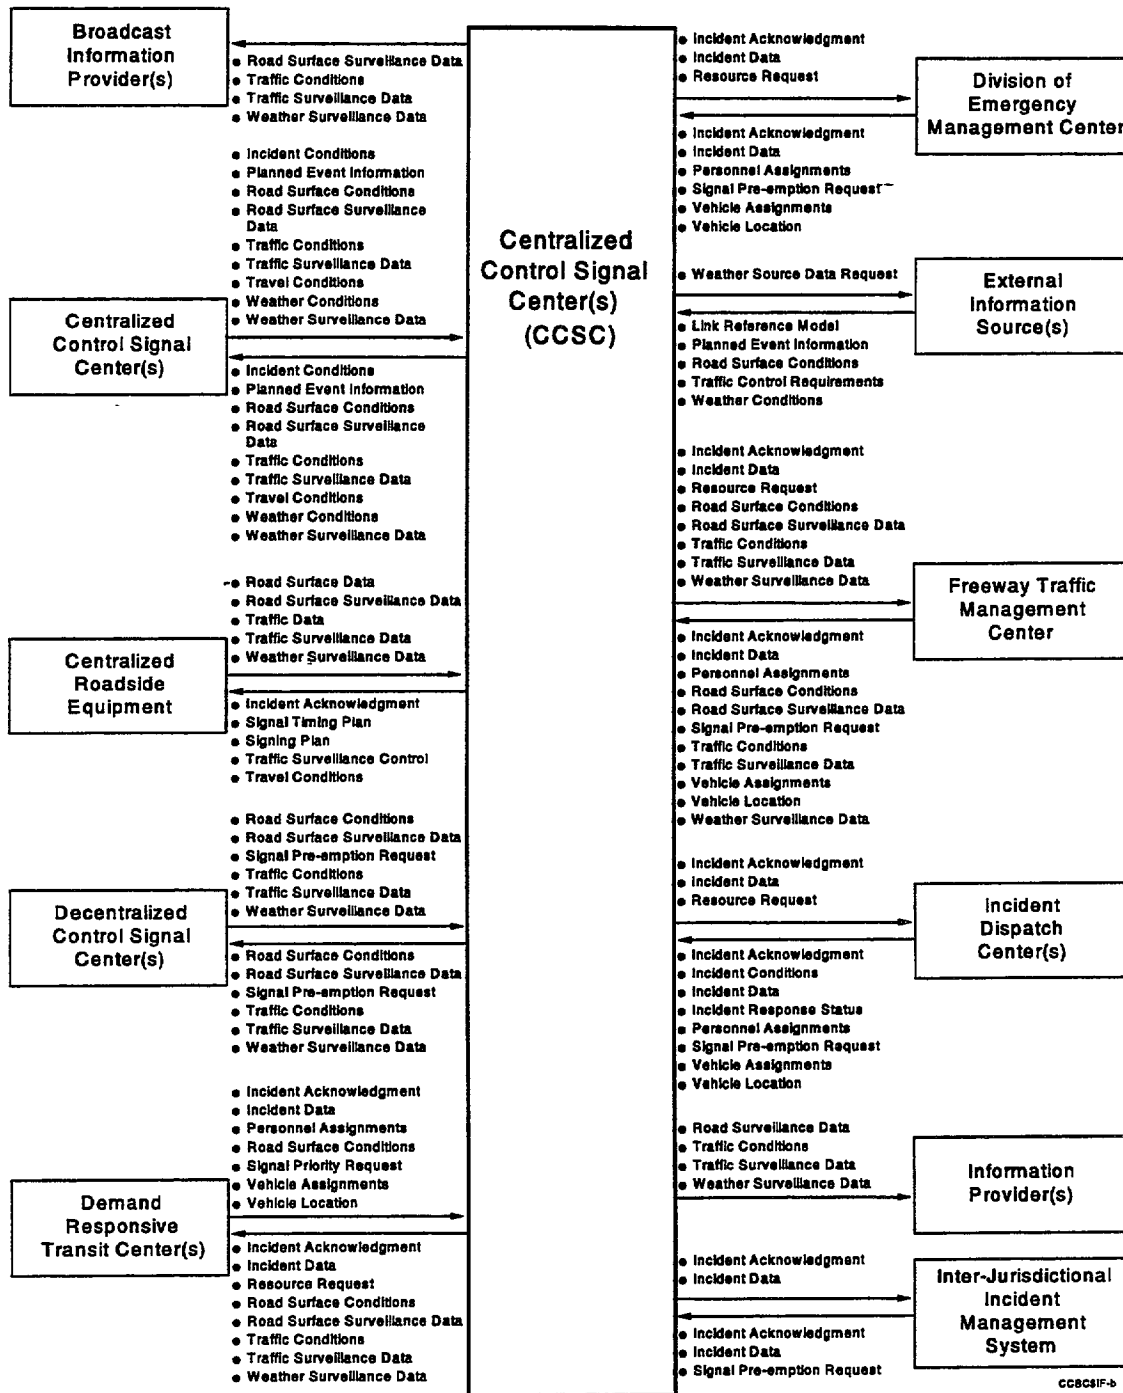 Broadcast
Information
Provider(s)
● Road Surface Surveillance Data
● Traffic Conditions
● Traffic Surveillance Data
● Weather Surveillance Data
● Incident Conditions
● Planned Event Information
● Road Surface Conditions
● Road Surface Surveillance
Data
● Traffic Conditions
● Traffic Surveillance Data
● Travel Conditions
● Weather Conditions
● Weather Surveillance Data
Centralized
Control Signal
Center(s)
● Incident Conditions
● Planned Event Information
● Road Surface Conditions
● Road Surface Surveillance
Data
● Traffic Conditions
● Traffic Surveillance Data
● Travel Conditions
● Weather Conditions
● Weather Surveillance Data
● Road Surface Data
● Road Surface Surveillance Data
● Traffic Data
● Traffic Surveillance Data
● Weather Surveillance Data
Centralized
Roadside
Equipment
● Incident Acknowledgment
● Signal Timing Plan
● Signing Plan
● Traffic Surveillance Control
● Travel Conditions
● Road Surface Conditions
● Road Surface Surveillance Data
● Signal Pre-emption Request
● Traffic Conditions
● Traffic Surveillance Data
● Weather Surveillance Data
Decentralized
Control Signal
Center(s)
● Road Surface Conditions
● Road Surface Surveillance Data
● Signal Pre-emption Request
● Traffic Conditions
● Traffic Surveillance Data
● Weather Surveillance Data
● Incident Acknowledgment
● Incident Data
● Personnel Assignments
● Road Surface Conditions
● Signal Priority Request
● Vehicle Assignments
● Vehicle Location
Demand
Responsive
Transit Center(s)
● Incident Acknowledgment
● Incident Data
● Resource Request
● Road Surface Conditions
● Road Surface Surveillance Data
● Traffic Conditions
● Traffic Surveillance Data
● Weather Surveillance Data
Centralized
Control Signal
Center(s)
(CCSC)
● Incident Acknowledgment
● Incident Data
● Resource Request
Division of
Emergency
Management Center
● Incident Acknowledgment
● Incident Data
● Personnel Assignments
● Signal Pre-emption Request
● Vehicle Assignments
● Vehicle Location
● Weather Source Data Request
External
Information
Source(s)
● Link Reference Model
● Planned Event Information
● Road Surface Conditions
● Traffic Control Requirements
● Weather Conditions
● Incident Acknowledgment
● Incident Data
● Resource Request
● Road Surface Conditions
● Road Surface Surveillance Data
● Traffic Conditions
● Traffic Surveillance Data
● Weather Surveillance Data
Freeway Traffic
Management
Center
● Incident Acknowledgment
● Incident Data
● Personnel Assignments
● Road Surface Conditions
● Road Surface Surveillance Data
● Signal Pre-emption Request
● Traffic Conditions
● Traffic Surveillance Data
● Vehicle Assignments
● Vehicle Location
● Weather Surveillance Data
● Incident Acknowledgment
● Incident Data
● Resource Request
Incident
Dispatch
Center(s)
● Incident Acknowledgment
● Incident Conditions
● Incident Data
● Incident Response Status
● Personnel Assignments
● Signal Pre-emption Request
● Vehicle Assignments
● Vehicle Location
● Road Surveillance Data
● Traffic Conditions
● Traffic Surveillance Data
● Weather Surveillance Data
Information
Provider(s)
● Incident Acknowledgment
● Incident Data
Inter-Jurisdictional
Incident
Management
System
● Incident Acknowledgment
● Incident Data
● Signal Pre-emption Request